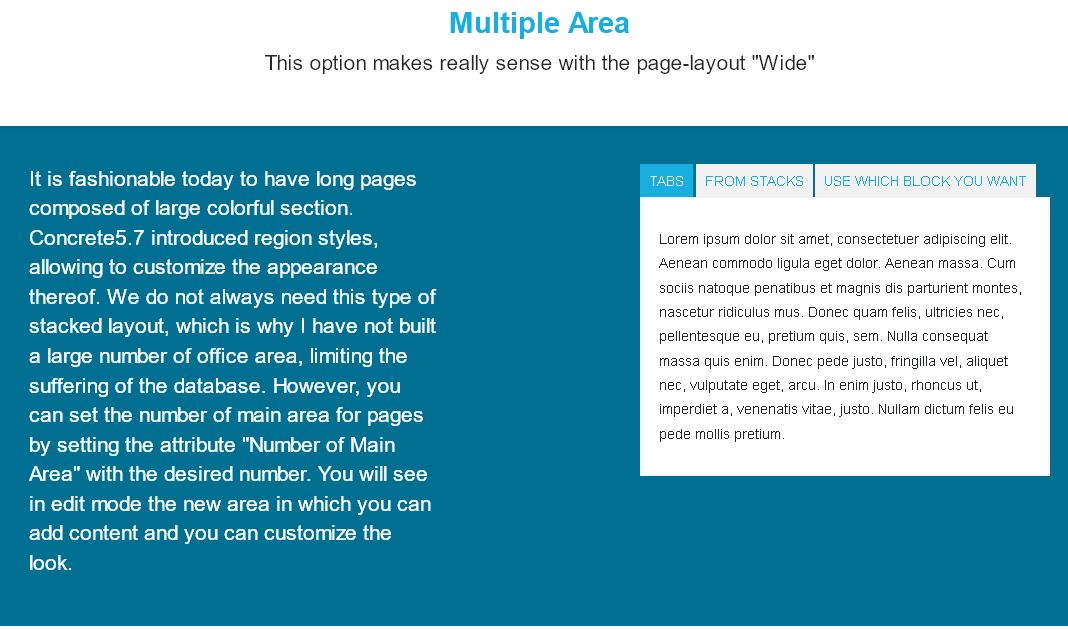 Multiple Area
This option makes really sense with the page-layout "Wide"
It is fashionable today to have long pages
composed of large colorful section.
Concrete5.7 introduced region styles,
allowing to customize the appearance
thereof. We do not always need this type of
stacked layout, which is why I have not built
a large number of office area, limiting the
suffering of the database. However, you
can set the number of main area for pages
by setting the attribute "Number of Main
Area" with the desired number. You will see
in edit mode the new area in which you can
add content and you can customize the
look.
TABS FROM STACKS USE WHICH BLOCK YOU WANT
Lorem ipsum dolor sit amet, consectetuer adipiscing elit.
Aenean commodo ligula eget dolor. Aenean massa. Cum
sociis natoque penatibus et magnis dis parturient montes,
nascetur ridiculus mus. Donec quam felis, ultricies nec,
pellentesque eu, pretium quis, sem. Nulla consequat
massa quis enim. Donec pede justo, fringilla vel, aliquet
nec, vulputate eget, arcu. In enim justo, rhoncus ut,
imperdiet a, venenatis vitae, justo. Nullam dictum felis eu
pede mollis pretium.